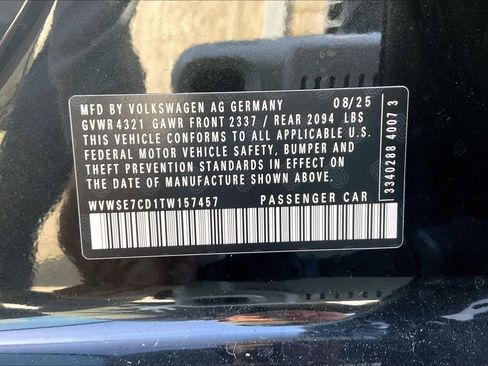 MFD BY VOLKSWAGEN AG GERMANY 08/25
GVWR 4321 GAWR FRONT 2337 / REAR 2094 LBS
THIS VEHICLE CONFORMS TO ALL APPLICABLE U.S.
FEDERAL MOTOR VEHICLE SAFETY, BUMPER AND
THEFT PREVENTION STANDARDS IN EFFECT ON
THE DATE OF MANUFACTURE SHOWN ABOVE.
WVWSE7CD1TW157457 PASSENGER CAR
3340288 4007 3